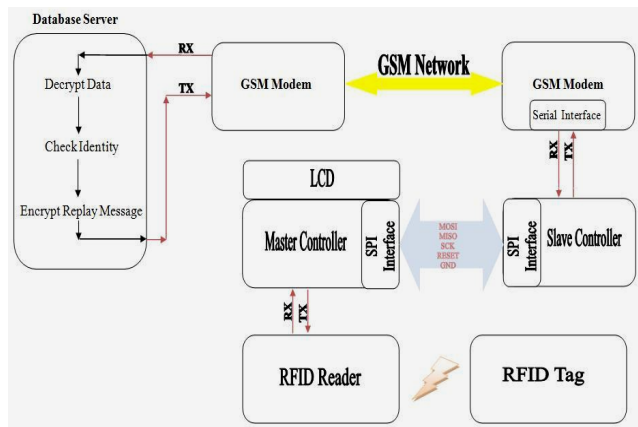 Database Server
RX
Decrypt Data
GSM Modem
GSM Network
GSM Modem
TX
Serial Interface
Check Identity
RX
TX
LCD
Encrypt Replay Message
Master Controller
SPI
Interface
MOSI
MISO
SCK
RESET
GND
SPI
Interface
Slave Controller
RX
TX
RFID Reader
RFID Tag